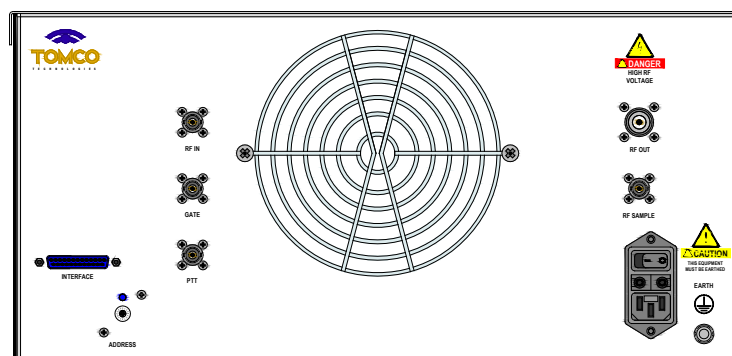 TOMCO
TECHNOLOGIES
RF IN
GATE
PTT
INTERFACE
ADDRESS
DANGER
HIGH RF
VOLTAGE
RF OUT
RF SAMPLE
CAUTION
THIS EQUIPMENT
MUST BE EARTHED
EARTH